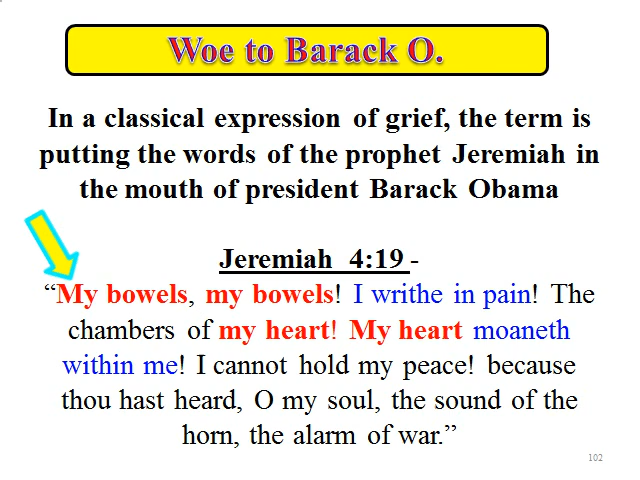 Woe to Barack O.
In a classical expression of grief, the term is
putting the words of the prophet Jeremiah in
the mouth of president Barack Obama
Jeremiah 4:19 -
“My bowels, my bowels! I writhe in pain! The
chambers of my heart! My heart moaneth
within me! I cannot hold my peace! because
thou hast heard, O my soul, the sound of the
horn, the alarm of war.”
102